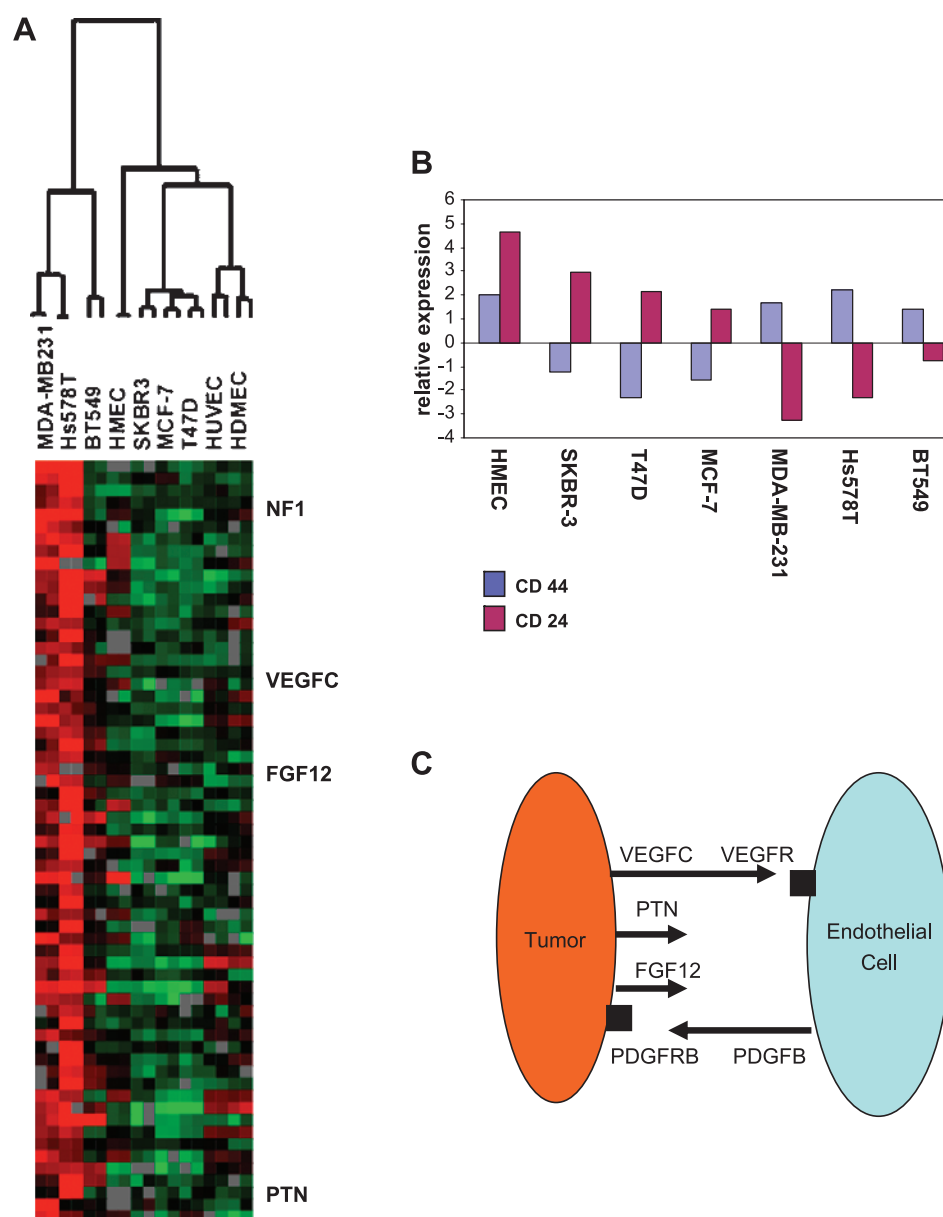 A
MDA-MB231
Hs578T
BT549
HMEC
SKBR3
MCF-7
T47D
HUVEC
HDMEC
NF1
VEGFC
FGF12
PTN
B
relative expression
6
5
4
3
2
1
0
-1
-2
-3
-4
HMEC
SKBR-3
T47D
MCF-7
MDA-MB-231
Hs578T
BT549
CD 44
CD 24
C
VEGFC VEGFR
PTN
Tumor
Endothelial
Cell
FGF12
PDGFRB PDGFB